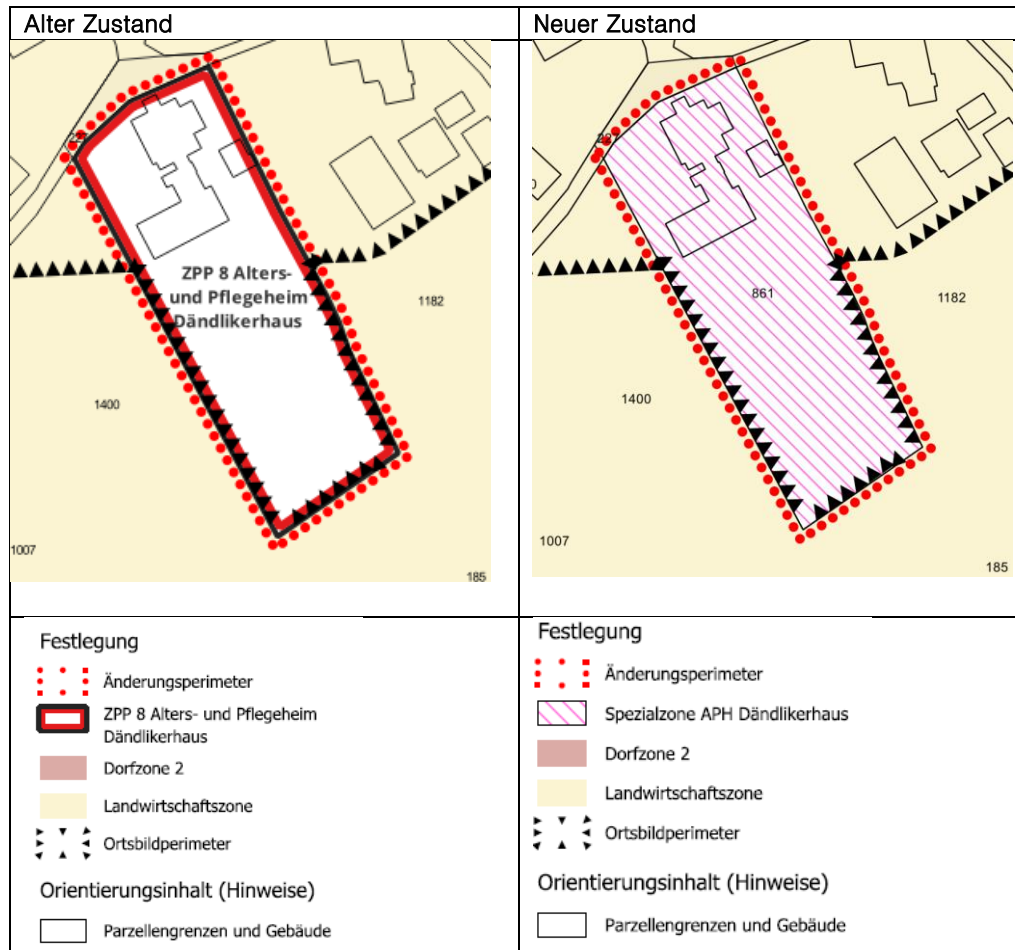 Alter Zustand
Neuer Zustand
227
ZPP 8 Alters-
und Pflegeheim
Dändlikerhaus
1182
1400
1007
185
227
861
1182
1400
1007
185
Festlegung
Änderungsperimeter
ZPP 8 Alters- und Pflegeheim
Dändlikerhaus
Dorfzone 2
Landwirtschaftszone
Ortsbildperimeter
Orientierungsinhalt (Hinweise)
Parzellengrenzen und Gebäude
Festlegung
Änderungsperimeter
Spezialzone APH Dändlikerhaus
Dorfzone 2
Landwirtschaftszone
Ortsbildperimeter
Orientierungsinhalt (Hinweise)
Parzellengrenzen und Gebäude